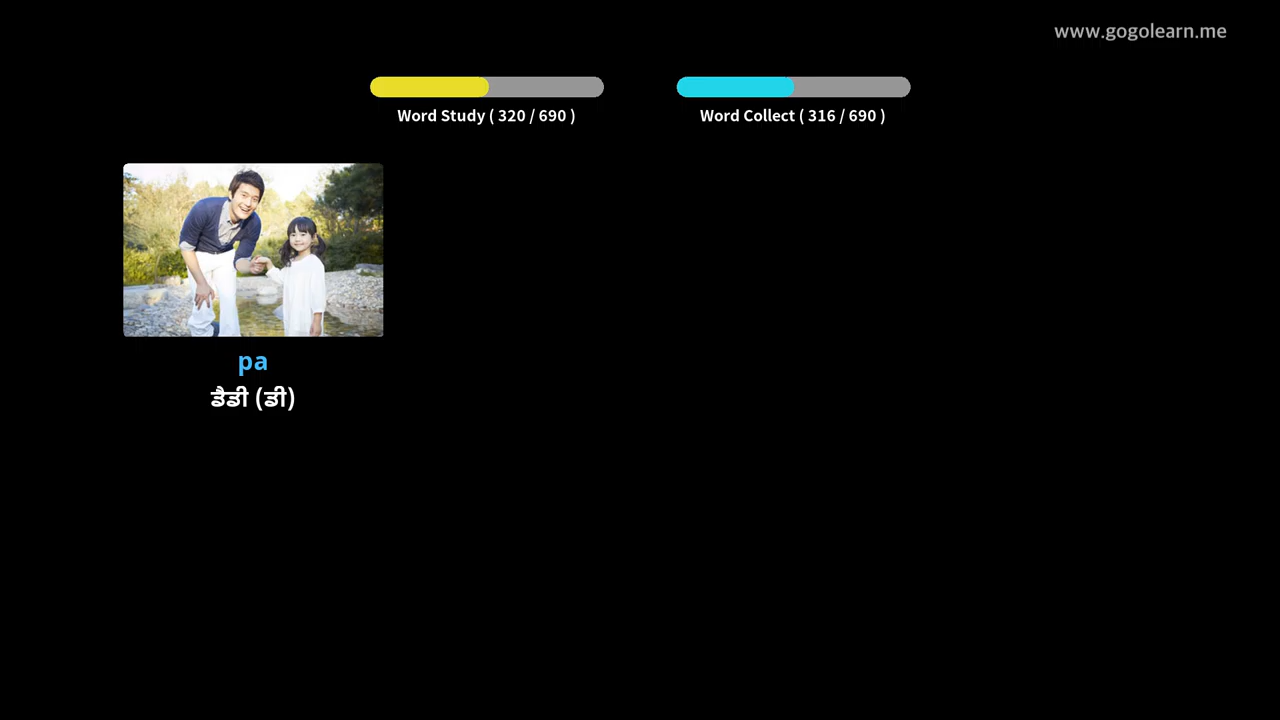 www.gogolearn.me
Word Study ( 320 / 690 )
Word Collect ( 316 / 690 )
pa
डैडी (डी)